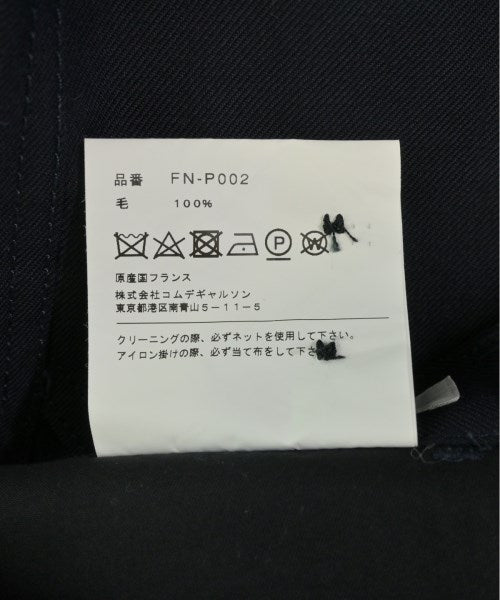 品番 FN-P002
毛 100%
P W
原産国フランス
株式会社コムデギャルソン
東京都港区南青山5-11-5
クリーニングの際、必ずネットを使用して下さい。
アイロン掛けの際、必ず当て布をして下さ